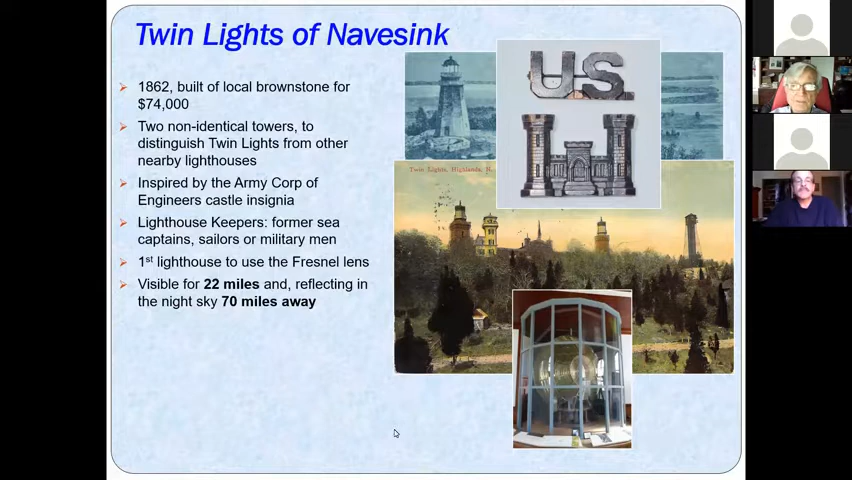 Twin Lights of Navesink
1862, built of local brownstone for
$74,000
Two non-identical towers, to
distinguish Twin Lights from other
nearby lighthouses
Inspired by the Army Corp of
Engineers castle insignia
Lighthouse Keepers: former sea
captains, sailors or military men
1st lighthouse to use the Fresnel lens
Visible for 22 miles and, reflecting in
the night sky 70 miles away
U.S.
Twin Lights, Highlands, N.